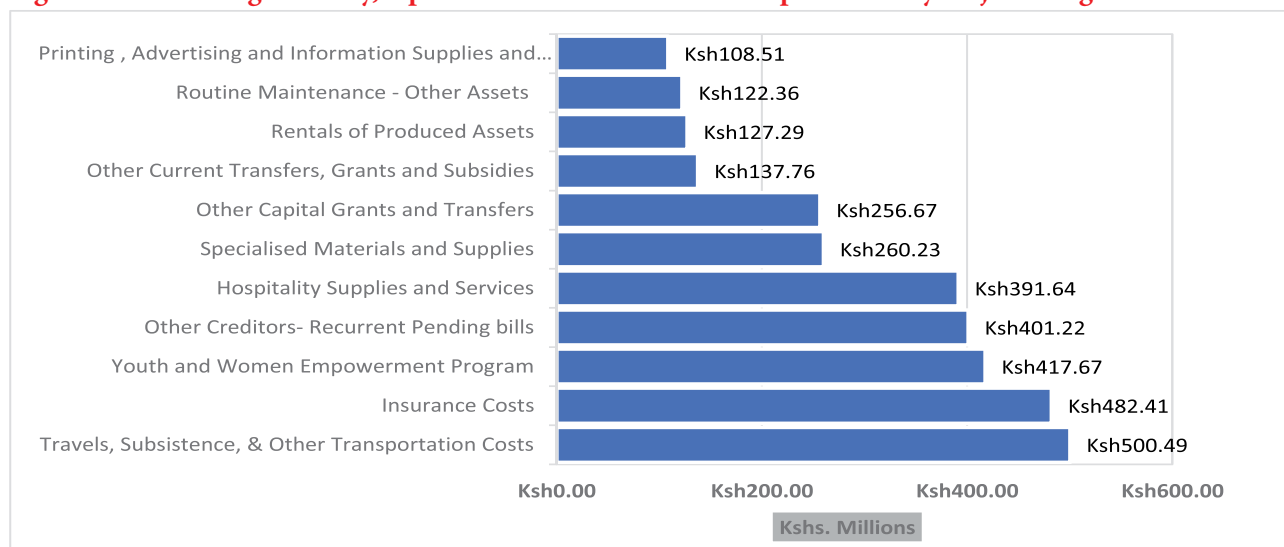 Printing , Advertising and Information Supplies and...
Ksh108.51
Routine Maintenance - Other Assets
Ksh122.36
Rentals of Produced Assets
Ksh127.29
Other Current Transfers, Grants and Subsidies
Ksh137.76
Other Capital Grants and Transfers
Ksh256.67
Specialised Materials and Supplies
Ksh260.23
Hospitality Supplies and Services
Ksh391.64
Other Creditors- Recurrent Pending bills
Ksh401.22
Youth and Women Empowerment Program
Ksh417.67
Insurance Costs
Ksh482.41
Travels, Subsistence, & Other Transportation Costs
Ksh500.49
Ksh0.00 Ksh200.00 Ksh400.00 Ksh600.00
Kshs. Millions